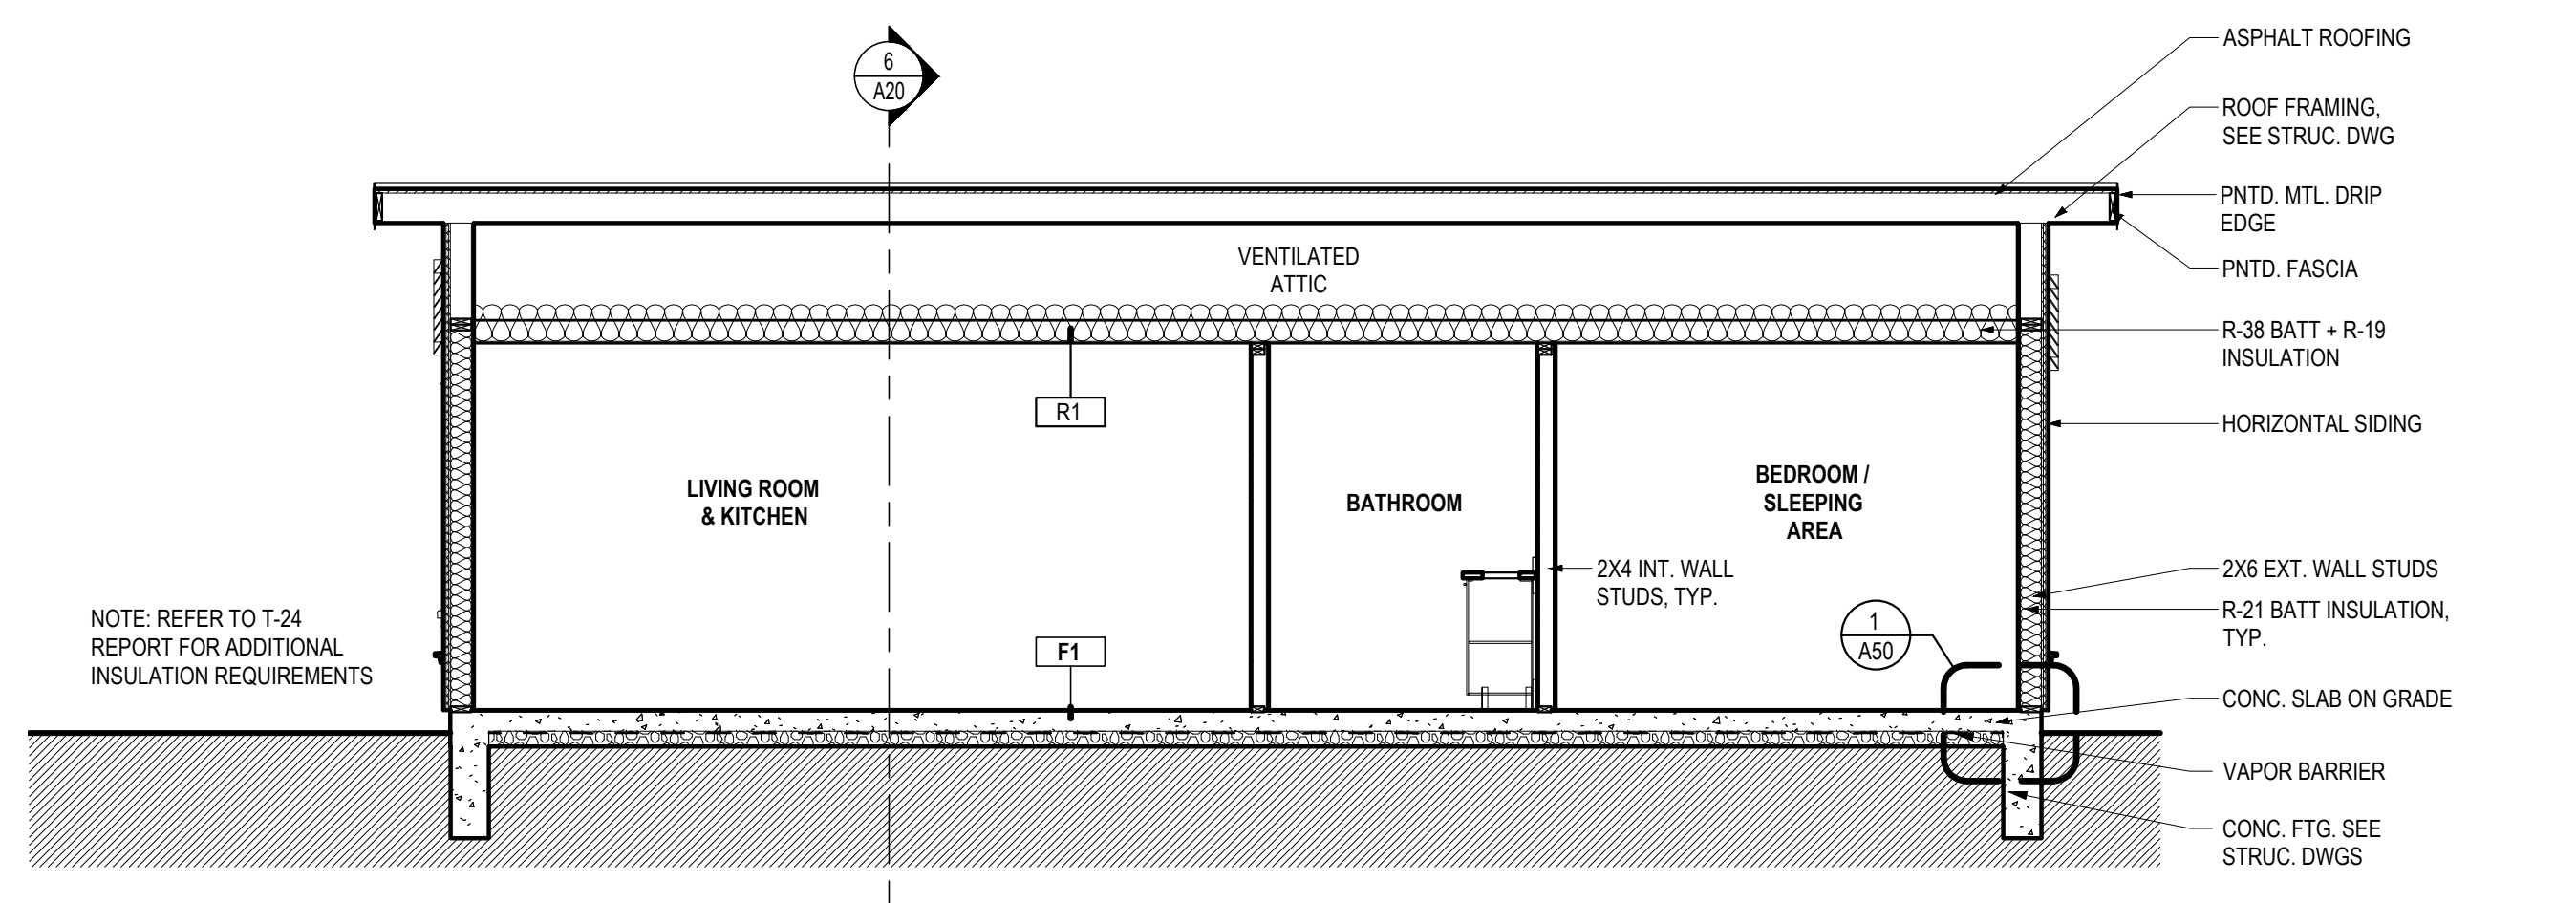 6
A20
ASPHALT ROOFING
ROOF FRAMING,
SEE STRUC. DWG
PNTD. MTL. DRIP
EDGE
PNTD. FASCIA
VENTILATED
ATTIC
R-38 BATT + R-19
INSULATION
R1
HORIZONTAL SIDING
LIVING ROOM
& KITCHEN
BATHROOM
BEDROOM /
SLEEPING
AREA
2X4 INT. WALL
STUDS, TYP.
2X6 EXT. WALL STUDS
R-21 BATT INSULATION,
TYP.
NOTE: REFER TO T-24
REPORT FOR ADDITIONAL
INSULATION REQUIREMENTS
F1
1
A50
CONC. SLAB ON GRADE
VAPOR BARRIER
CONC. FTG. SEE
STRUC. DWGS